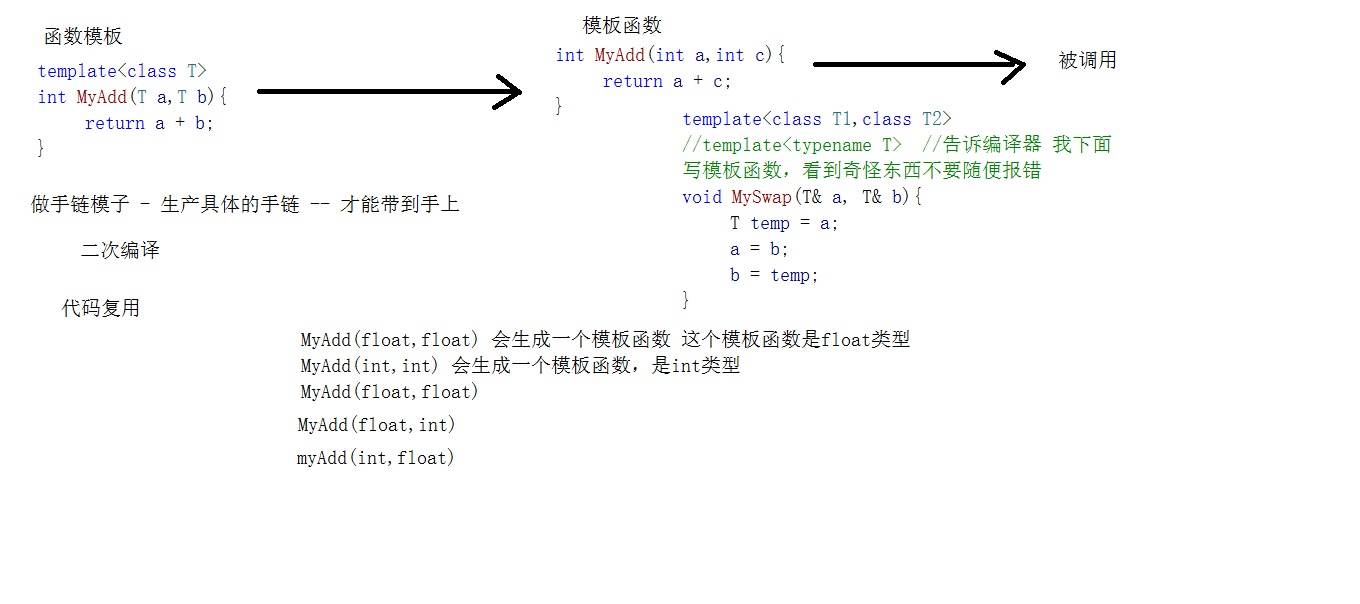 函数模板
template<class T>
int MyAdd(T a,T b){
return a + b;
}
模板函数
int MyAdd(int a,int c){
return a + c;
}
被调用
template<class T1,class T2>
//template<typename T> //告诉编译器 我下面
写模板函数，看到奇怪东西不要随便报错
void MySwap(T& a, T& b){
T temp = a;
a = b;
b = temp;
}
做手链模子 - 生产具体的手链 -- 才能带到手上
二次编译
代码复用
MyAdd(float,float) 会生成一个模板函数 这个模板函数是float类型
MyAdd(int,int) 会生成一个模板函数，是int类型
MyAdd(float,float)
MyAdd(float,int)
myAdd(int,float)